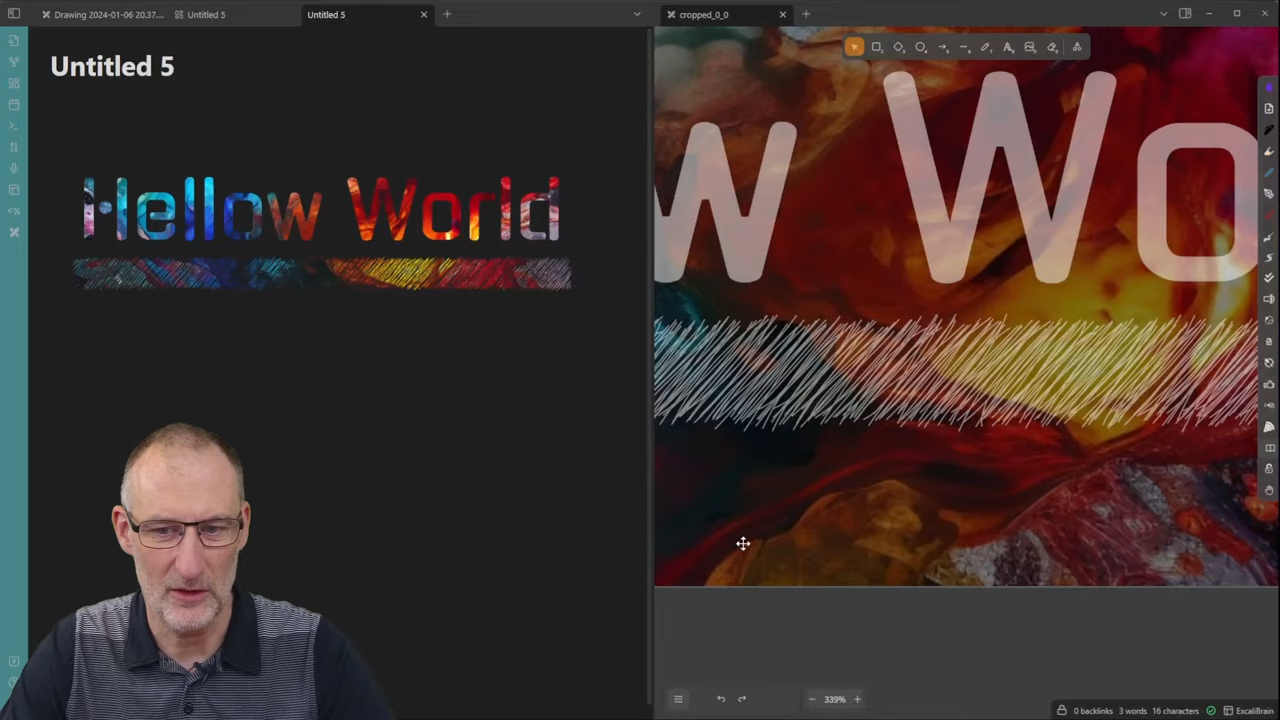 Drawing 2024-01-06 20.37....
Untitled 5
Untitled 5
cropped_0_0
Untitled 5
Hellow World
w Wo
339%
0 backlinks 3 words 16 characters ExcaliBrain